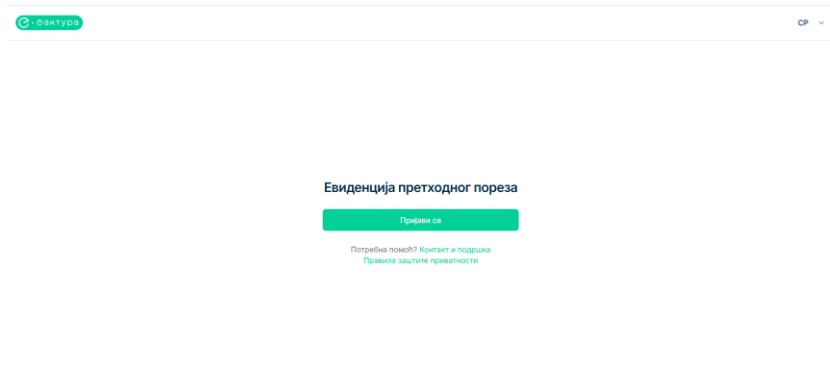 е·Фактура
СР
Евиденција претходног пореза
Пријави се
Потребна помоћ? Контакт и подршка
Правила заштите приватности